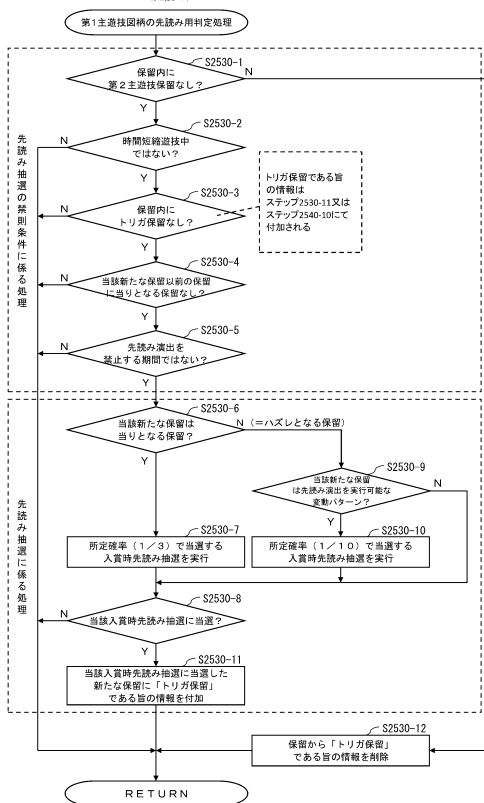 第1主遊技図柄の先読み用判定処理
S2530-1
保留内に
第2主遊技保留なし？
N
Y
S2530-2
時間短縮遊技中
ではない？
N
Y
S2530-3
保留内に
トリガ保留なし？
N
Y
トリガ保留である旨
の情報は
ステップ2530-11又は
ステップ2540-10にて
付加される
S2530-4
当該新たな保留以前の保留
に当りとなる保留なし？
N
Y
S2530-5
先読み演出を
禁止する期間ではない？
N
Y
先読み抽選の禁則条件に係る処理
S2530-6
当該新たな保留は
当りとなる保留？
N（＝ハズレとなる保留）
Y
S2530-9
当該新たな保留
は先読み演出を実行可能な
変動パターン？
N
Y
S2530-7
所定確率（1／3）で当選する
入賞時先読み抽選を実行
S2530-10
所定確率（1／10）で当選する
入賞時先読み抽選を実行
S2530-8
当該入賞時先読み抽選に当選？
N
Y
S2530-11
当該入賞時先読み抽選に当選した
新たな保留に「トリガ保留」
である旨の情報を付加
先読み抽選に係る処理
S2530-12
保留から「トリガ保留」
である旨の情報を削除
RETURN